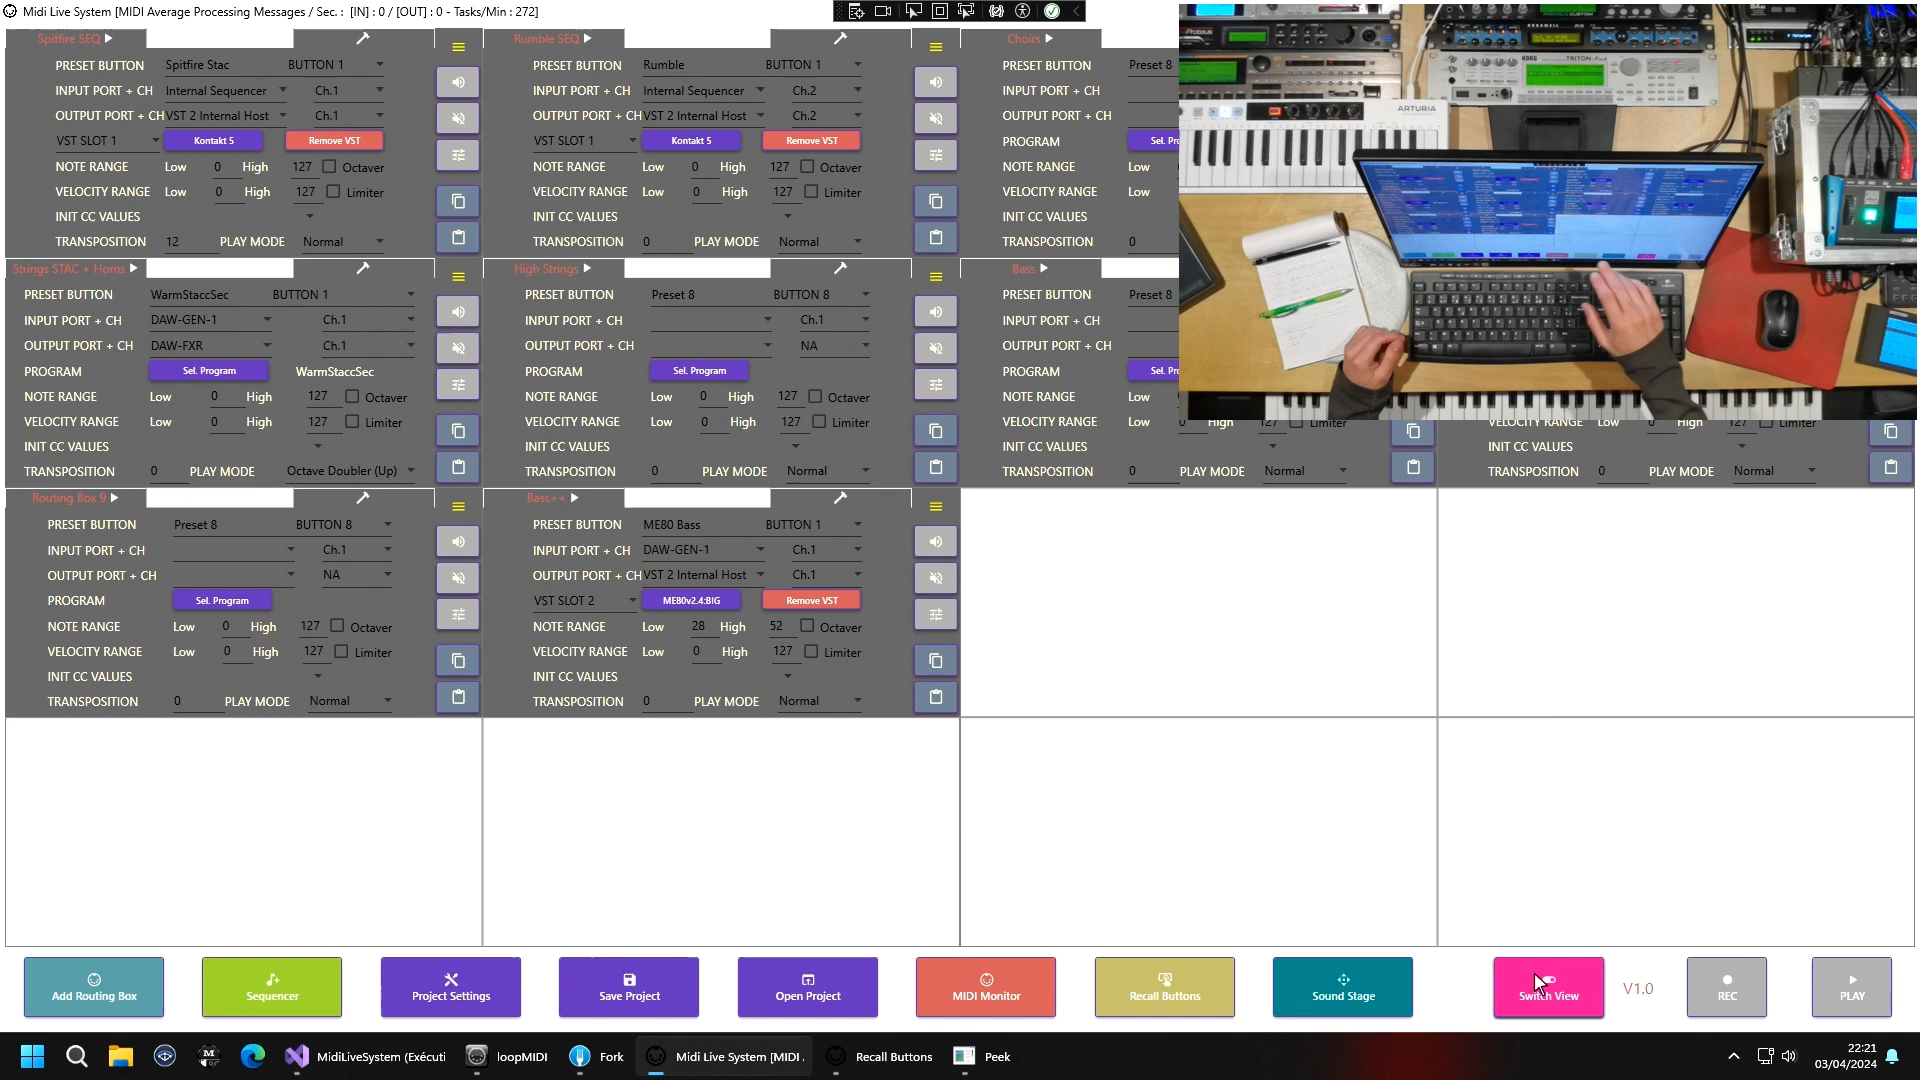 Midi Live System [MIDI Average Processing Messages / Sec. : [IN] : 0 / [OUT] : 0 - Tasks/Min : 272]
Spitfire SEQ
PRESET BUTTON Spitfire Stac BUTTON 1
INPUT PORT + CH Internal Sequencer Ch.1
OUTPUT PORT + CH VST 2 Internal Host Ch.1
VST SLOT 1 Kontakt 5 Remove VST
NOTE RANGE Low 0 High 127 Octaver
VELOCITY RANGE Low 0 High 127 Limiter
INIT CC VALUES
TRANSPOSITION 12 PLAY MODE Normal
Rumble SEQ
PRESET BUTTON Rumble BUTTON 1
INPUT PORT + CH Internal Sequencer Ch.2
OUTPUT PORT + CH VST 2 Internal Host Ch.2
VST SLOT 1 Kontakt 5 Remove VST
NOTE RANGE Low 0 High 127 Octaver
VELOCITY RANGE Low 0 High 127 Limiter
INIT CC VALUES
TRANSPOSITION 0 PLAY MODE Normal
Choirs
PRESET BUTTON Preset 8
INPUT PORT + CH
OUTPUT PORT + CH
PROGRAM
NOTE RANGE Low
VELOCITY RANGE Low
INIT CC VALUES
TRANSPOSITION 0
ARTURIA
KORG TRITON-Rack
Strings STAC + Horns
PRESET BUTTON WarmStaccSec BUTTON 1
INPUT PORT + CH DAW-GEN-1 Ch.1
OUTPUT PORT + CH DAW-FXR Ch.1
PROGRAM Sel. Program WarmStaccSec
NOTE RANGE Low 0 High 127 Octaver
VELOCITY RANGE Low 0 High 127 Limiter
INIT CC VALUES
TRANSPOSITION 0 PLAY MODE Octave Doubler (Up)
High Strings
PRESET BUTTON Preset 8 BUTTON 8
INPUT PORT + CH Ch.1
OUTPUT PORT + CH NA
PROGRAM Sel. Program
NOTE RANGE Low 0 High 127 Octaver
VELOCITY RANGE Low 0 High 127 Limiter
INIT CC VALUES
TRANSPOSITION 0 PLAY MODE Normal
Bass
PRESET BUTTON Preset 8
INPUT PORT + CH
OUTPUT PORT + CH
PROGRAM
NOTE RANGE Low
VELOCITY RANGE Low 0 High 127 Limiter
INIT CC VALUES
TRANSPOSITION 0 PLAY MODE Normal
VELOCITY RANGE Low 0 High 127 Limiter
INIT CC VALUES
TRANSPOSITION 0 PLAY MODE Normal
Routing Box 9
PRESET BUTTON Preset 8 BUTTON 8
INPUT PORT + CH Ch.1
OUTPUT PORT + CH NA
PROGRAM Sel. Program
NOTE RANGE Low 0 High 127 Octaver
VELOCITY RANGE Low 0 High 127 Limiter
INIT CC VALUES
TRANSPOSITION 0 PLAY MODE Normal
Bass++
PRESET BUTTON ME80 Bass BUTTON 1
INPUT PORT + CH DAW-GEN-1 Ch.1
OUTPUT PORT + CH VST 2 Internal Host Ch.1
VST SLOT 2 ME80v2.4:BIG Remove VST
NOTE RANGE Low 28 High 52 Octaver
VELOCITY RANGE Low 0 High 127 Limiter
INIT CC VALUES
TRANSPOSITION 0 PLAY MODE Normal
Add Routing Box
Sequencer
Project Settings
Save Project
Open Project
MIDI Monitor
Recall Buttons
Sound Stage
Switch View
V1.0
REC
PLAY
MidiLiveSystem (Exécuti
loopMIDI
Fork
Midi Live System [MIDI.
Recall Buttons
Peek
22:21
03/04/2024